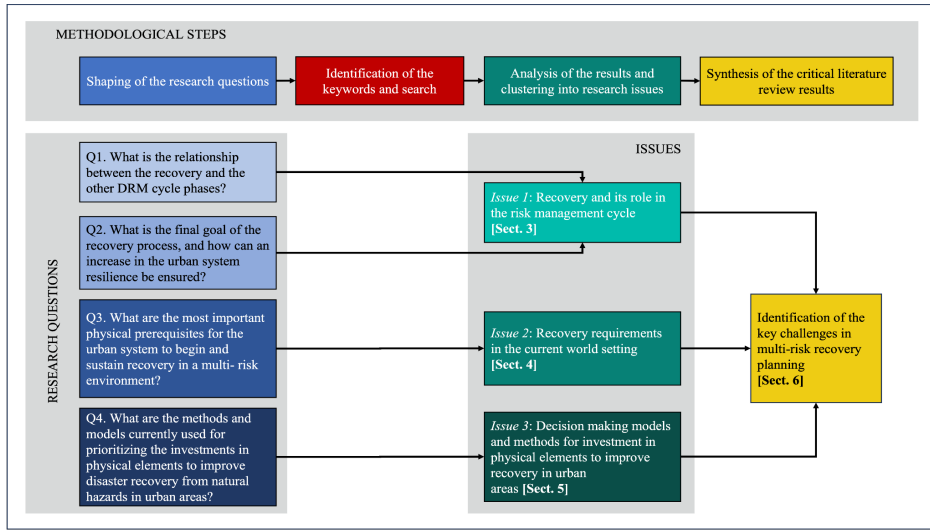 METHODOLOGICAL STEPS
Shaping of the research questions
Identification of the
keywords and search
Analysis of the results and
clustering into research issues
Synthesis of the critical literature
review results
RESEARCH QUESTIONS
Q1. What is the relationship
between the recovery and the
other DRM cycle phases?
Q2. What is the final goal of the
recovery process, and how can an
increase in the urban system
resilience be ensured?
Q3. What are the most important
physical prerequisites for the
urban system to begin and
sustain recovery in a multi- risk
environment?
Q4. What are the methods and
models currently used for
prioritizing the investments in
physical elements to improve
disaster recovery from natural
hazards in urban areas?
ISSUES
Issue 1: Recovery and its role in
the risk management cycle
[Sect. 3]
Issue 2: Recovery requirements
in the current world setting
[Sect. 4]
Issue 3: Decision making models
and methods for investment in
physical elements to improve
recovery in urban
areas [Sect. 5]
Identification of the
key challenges in
multi-risk recovery
planning
[Sect. 6]